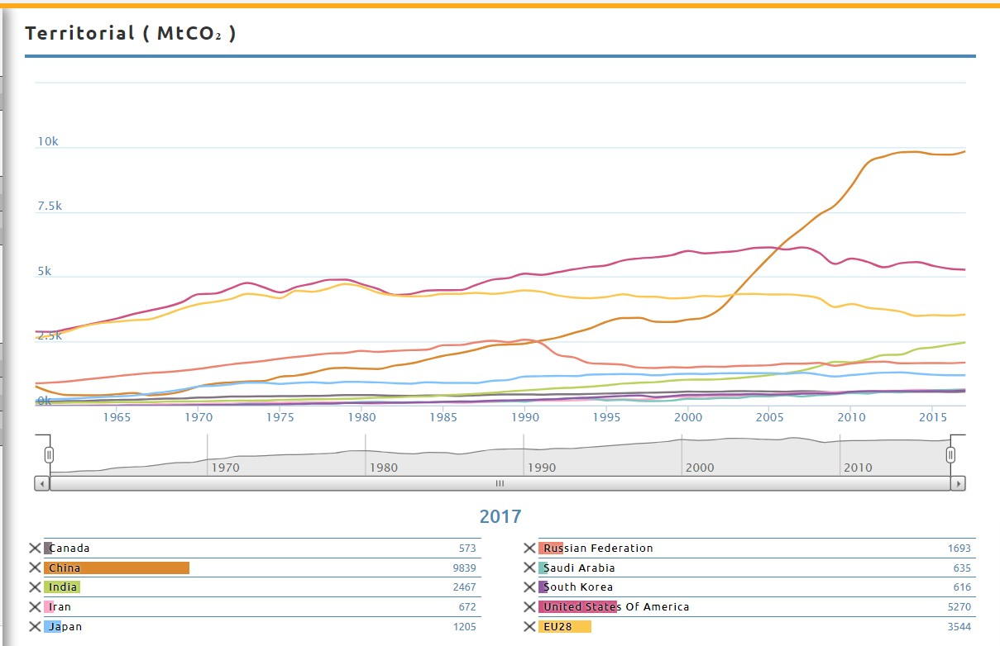 Territorial ( MtCO₂ )
10k
7.5k
5k
2.5k
0k
1965 1970 1975 1980 1985 1990 1995 2000 2005 2010 2015
1970 1980 1990 2000 2010
2017
Canada 573 Russian Federation 1693
China 9839 Saudi Arabia 635
India 2467 South Korea 616
Iran 672 United States Of America 5270
Japan 1205 EU28 3544